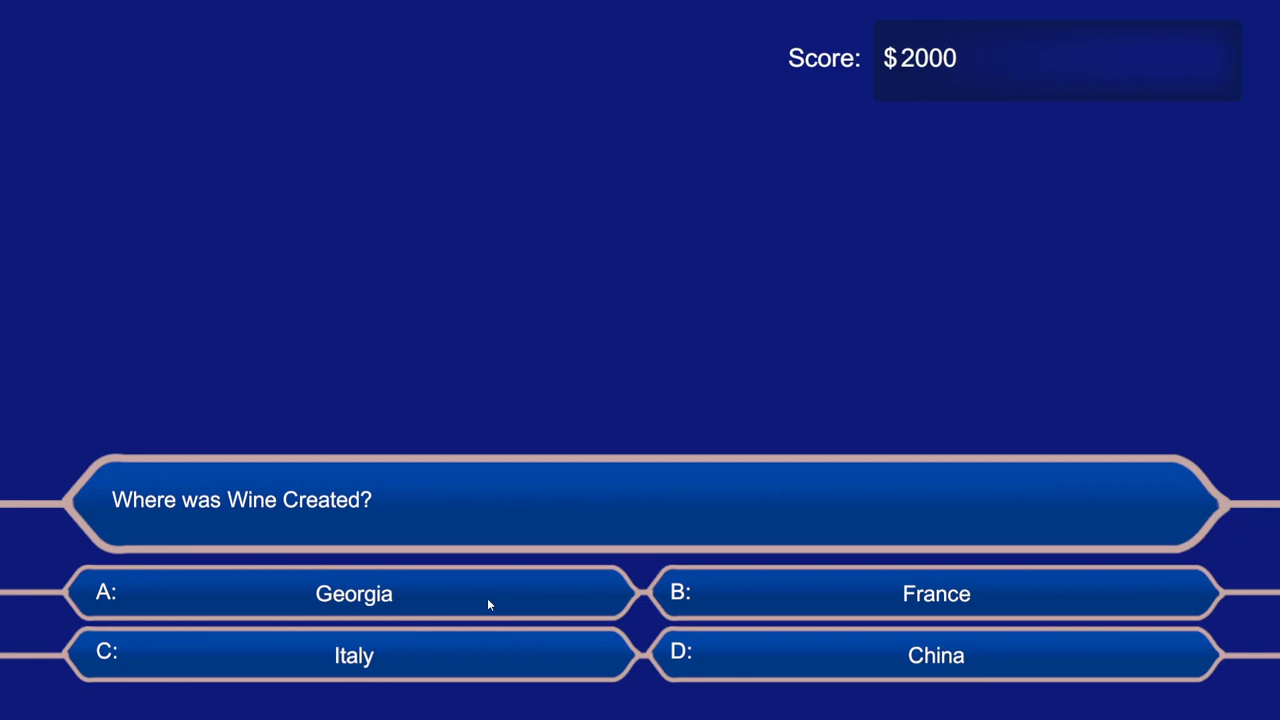 Score: $2000
Where was Wine Created?
A: Georgia
B: France
C: Italy
D: China